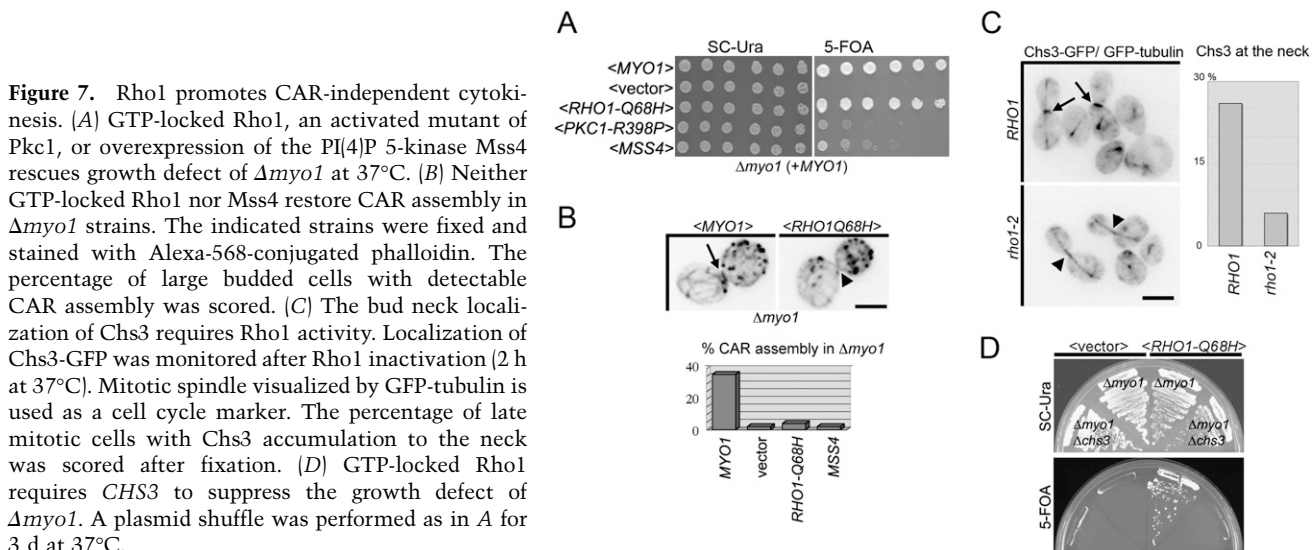 Figure 7. Rho1 promotes CAR-independent cytoki-
nesis. (A) GTP-locked Rho1, an activated mutant of
Pkc1, or overexpression of the PI(4)P 5-kinase Mss4
rescues growth defect of Δmyo1 at 37°C. (B) Neither
GTP-locked Rho1 nor Mss4 restore CAR assembly in
Δmyo1 strains. The indicated strains were fixed and
stained with Alexa-568-conjugated phalloidin. The
percentage of large budded cells with detectable
CAR assembly was scored. (C) The bud neck locali-
zation of Chs3 requires Rho1 activity. Localization of
Chs3-GFP was monitored after Rho1 inactivation (2 h
at 37°C). Mitotic spindle visualized by GFP-tubulin is
used as a cell cycle marker. The percentage of late
mitotic cells with Chs3 accumulation to the neck
was scored after fixation. (D) GTP-locked Rho1
requires CHS3 to suppress the growth defect of
Δmyo1. A plasmid shuffle was performed as in A for
3 d at 37°C.
A
SC-Ura 5-FOA
<MYO1>
<vector>
<RHO1-Q68H>
<PKC1-R398P>
<MSS4>
Δmyo1 (+MYO1)
B
<MYO1> <RHO1Q68H>
Δmyo1
% CAR assembly in Δmyo1
40
20
0
MYO1
vector
RHO1-Q68H
MSS4
C
Chs3-GFP/ GFP-tubulin
RHO1
rho1-2
Chs3 at the neck
30 %
15
0
RHO1
rho1-2
D
<vector> <RHO1-Q68H>
SC-Ura
Δmyo1 Δmyo1
Δmyo1 Δchs3
Δmyo1 Δchs3
5-FOA